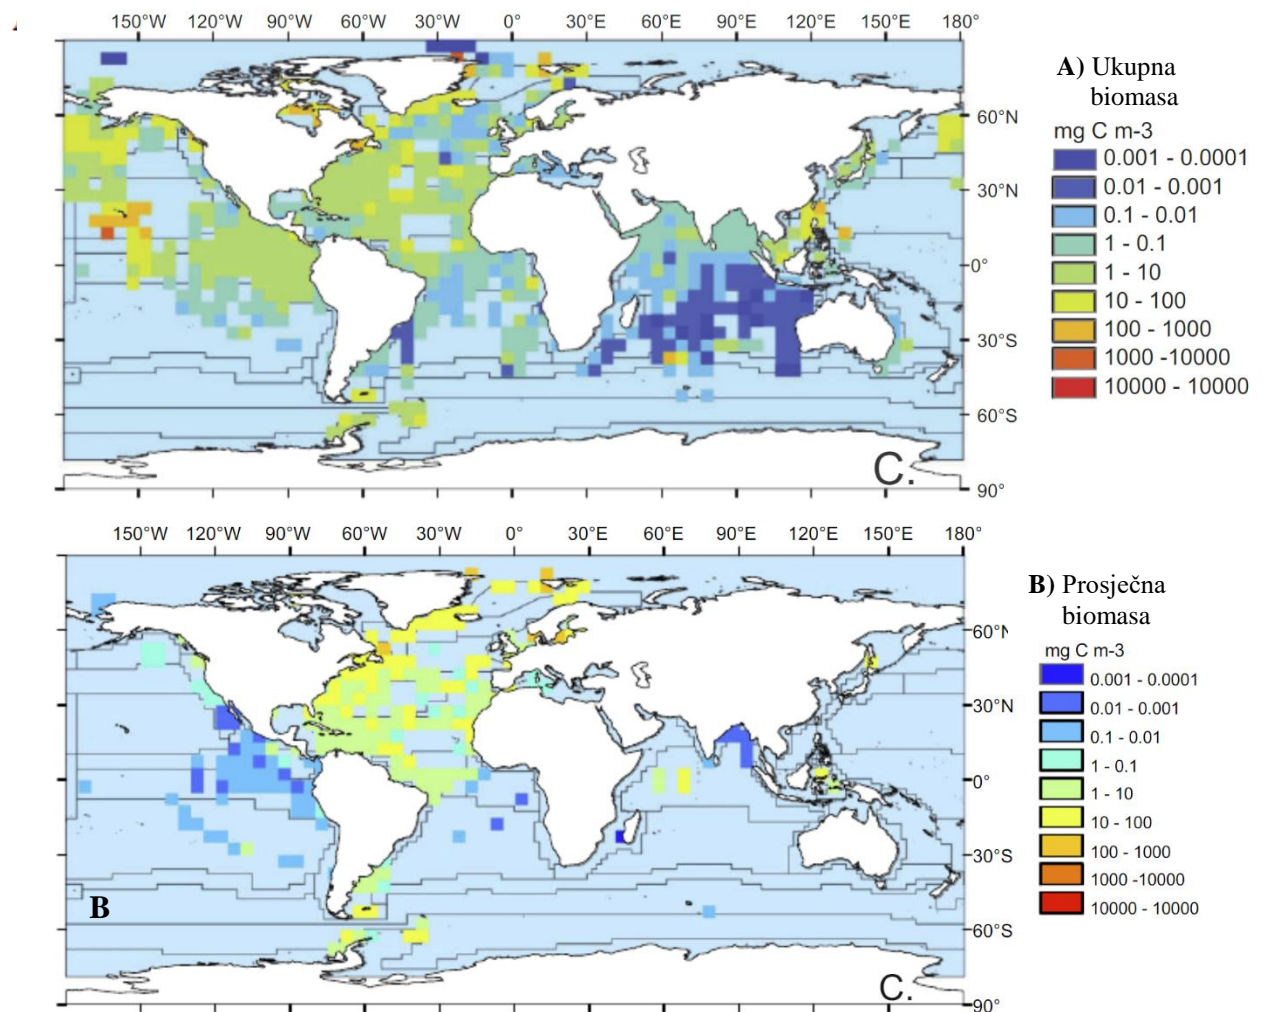 150°W 120°W 90°W 60°W 30°W 0° 30°E 60°E 90°E 120°E 150°E 180°
60°N
30°N
0°
30°S
60°S
90°
C.
A) Ukupna
biomasa
mg C m-3
0.001 - 0.0001
0.01 - 0.001
0.1 - 0.01
1 - 0.1
1 - 10
10 - 100
100 - 1000
1000 -10000
10000 - 10000
150°W 120°W 90°W 60°W 30°W 0° 30°E 60°E 90°E 120°E 150°E 180°
60°N
30°N
0°
30°S
60°S
90°
B
C.
B) Prosječna
biomasa
mg C m-3
0.001 - 0.0001
0.01 - 0.001
0.1 - 0.01
1 - 0.1
1 - 10
10 - 100
100 - 1000
1000 -10000
10000 - 10000